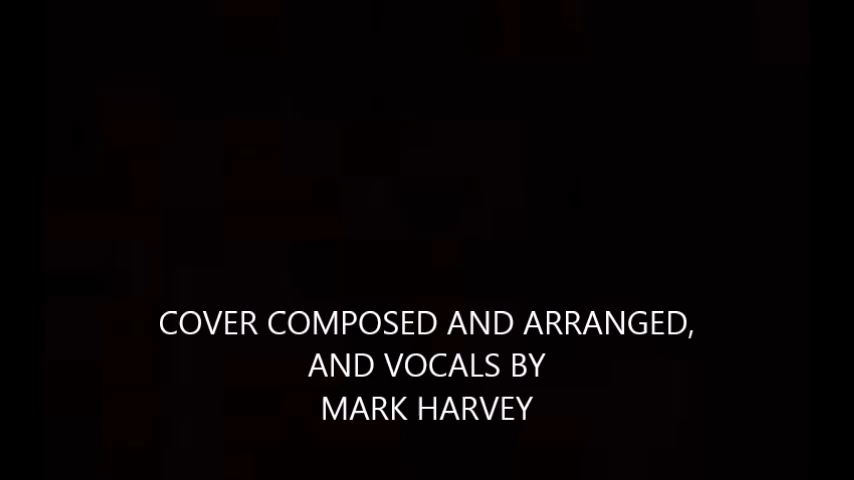 COVER COMPOSED AND ARRANGED,
AND VOCALS BY
MARK HARVEY